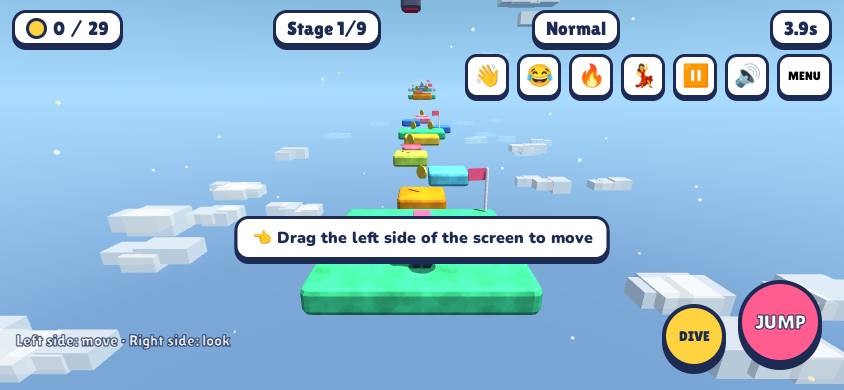 0 / 29
Stage 1/9
Normal
3.9s
MENU
👈 Drag the left side of the screen to move
Left side: move · Right side: look
DIVE
JUMP